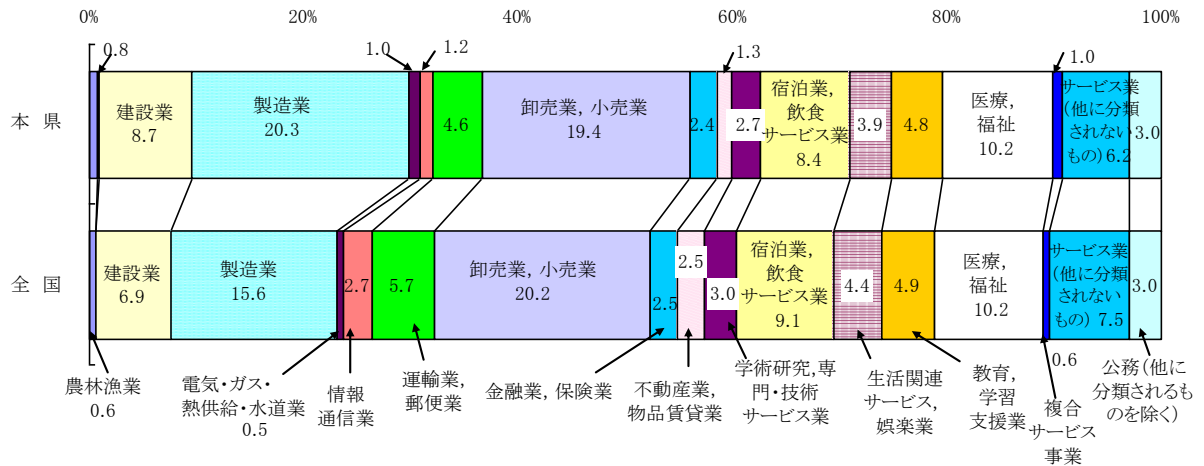 0%
20%
40%
60%
80%
100%
0.8
1.0
1.2
1.3
1.0
本 県
建設業
8.7
製造業
20.3
4.6
卸売業, 小売業
19.4
2.4
2.7
宿泊業,
飲食
サービス業
8.4
3.9
4.8
医療,
福祉
10.2
サービス業
(他に分類
されない
もの) 6.2
3.0
全 国
建設業
6.9
製造業
15.6
2.7
5.7
卸売業, 小売業
20.2
2.5
2.5
3.0
宿泊業,
飲食
サービス業
9.1
4.4
4.9
医療,
福祉
10.2
サービス業
(他に分類
されない
もの) 7.5
3.0
農林漁業
0.6
電気・ガス・
熱供給・水道業
0.5
情報
通信業
運輸業,
郵便業
金融業, 保険業
不動産業,
物品賃貸業
学術研究,専
門・技術
サービス業
生活関連
サービス,
娯楽業
教育,
学習
支援業
0.6
複合
サービス
事業
公務(他に
分類されるも
のを除く)